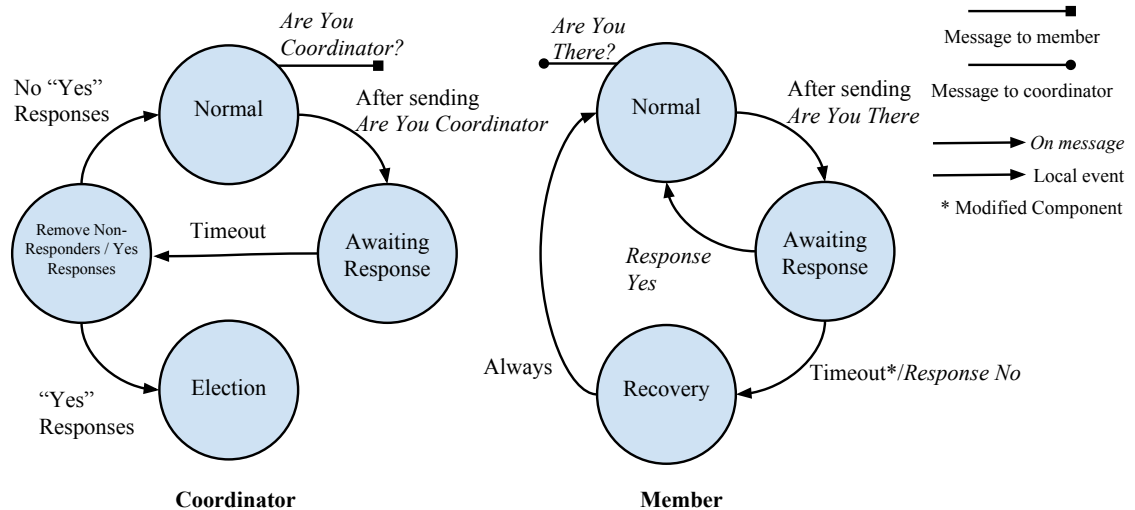 Are You
Coordinator?
Normal
No “Yes”
Responses
After sending
Are You Coordinator
Remove Non-
Responders / Yes
Responses
Timeout
Awaiting
Response
Election
“Yes”
Responses
Coordinator
Are You
There?
Normal
After sending
Are You There
Awaiting
Response
Response
Yes
Always
Recovery
Timeout*/Response No
Member
Message to member
Message to coordinator
On message
Local event
* Modified Component